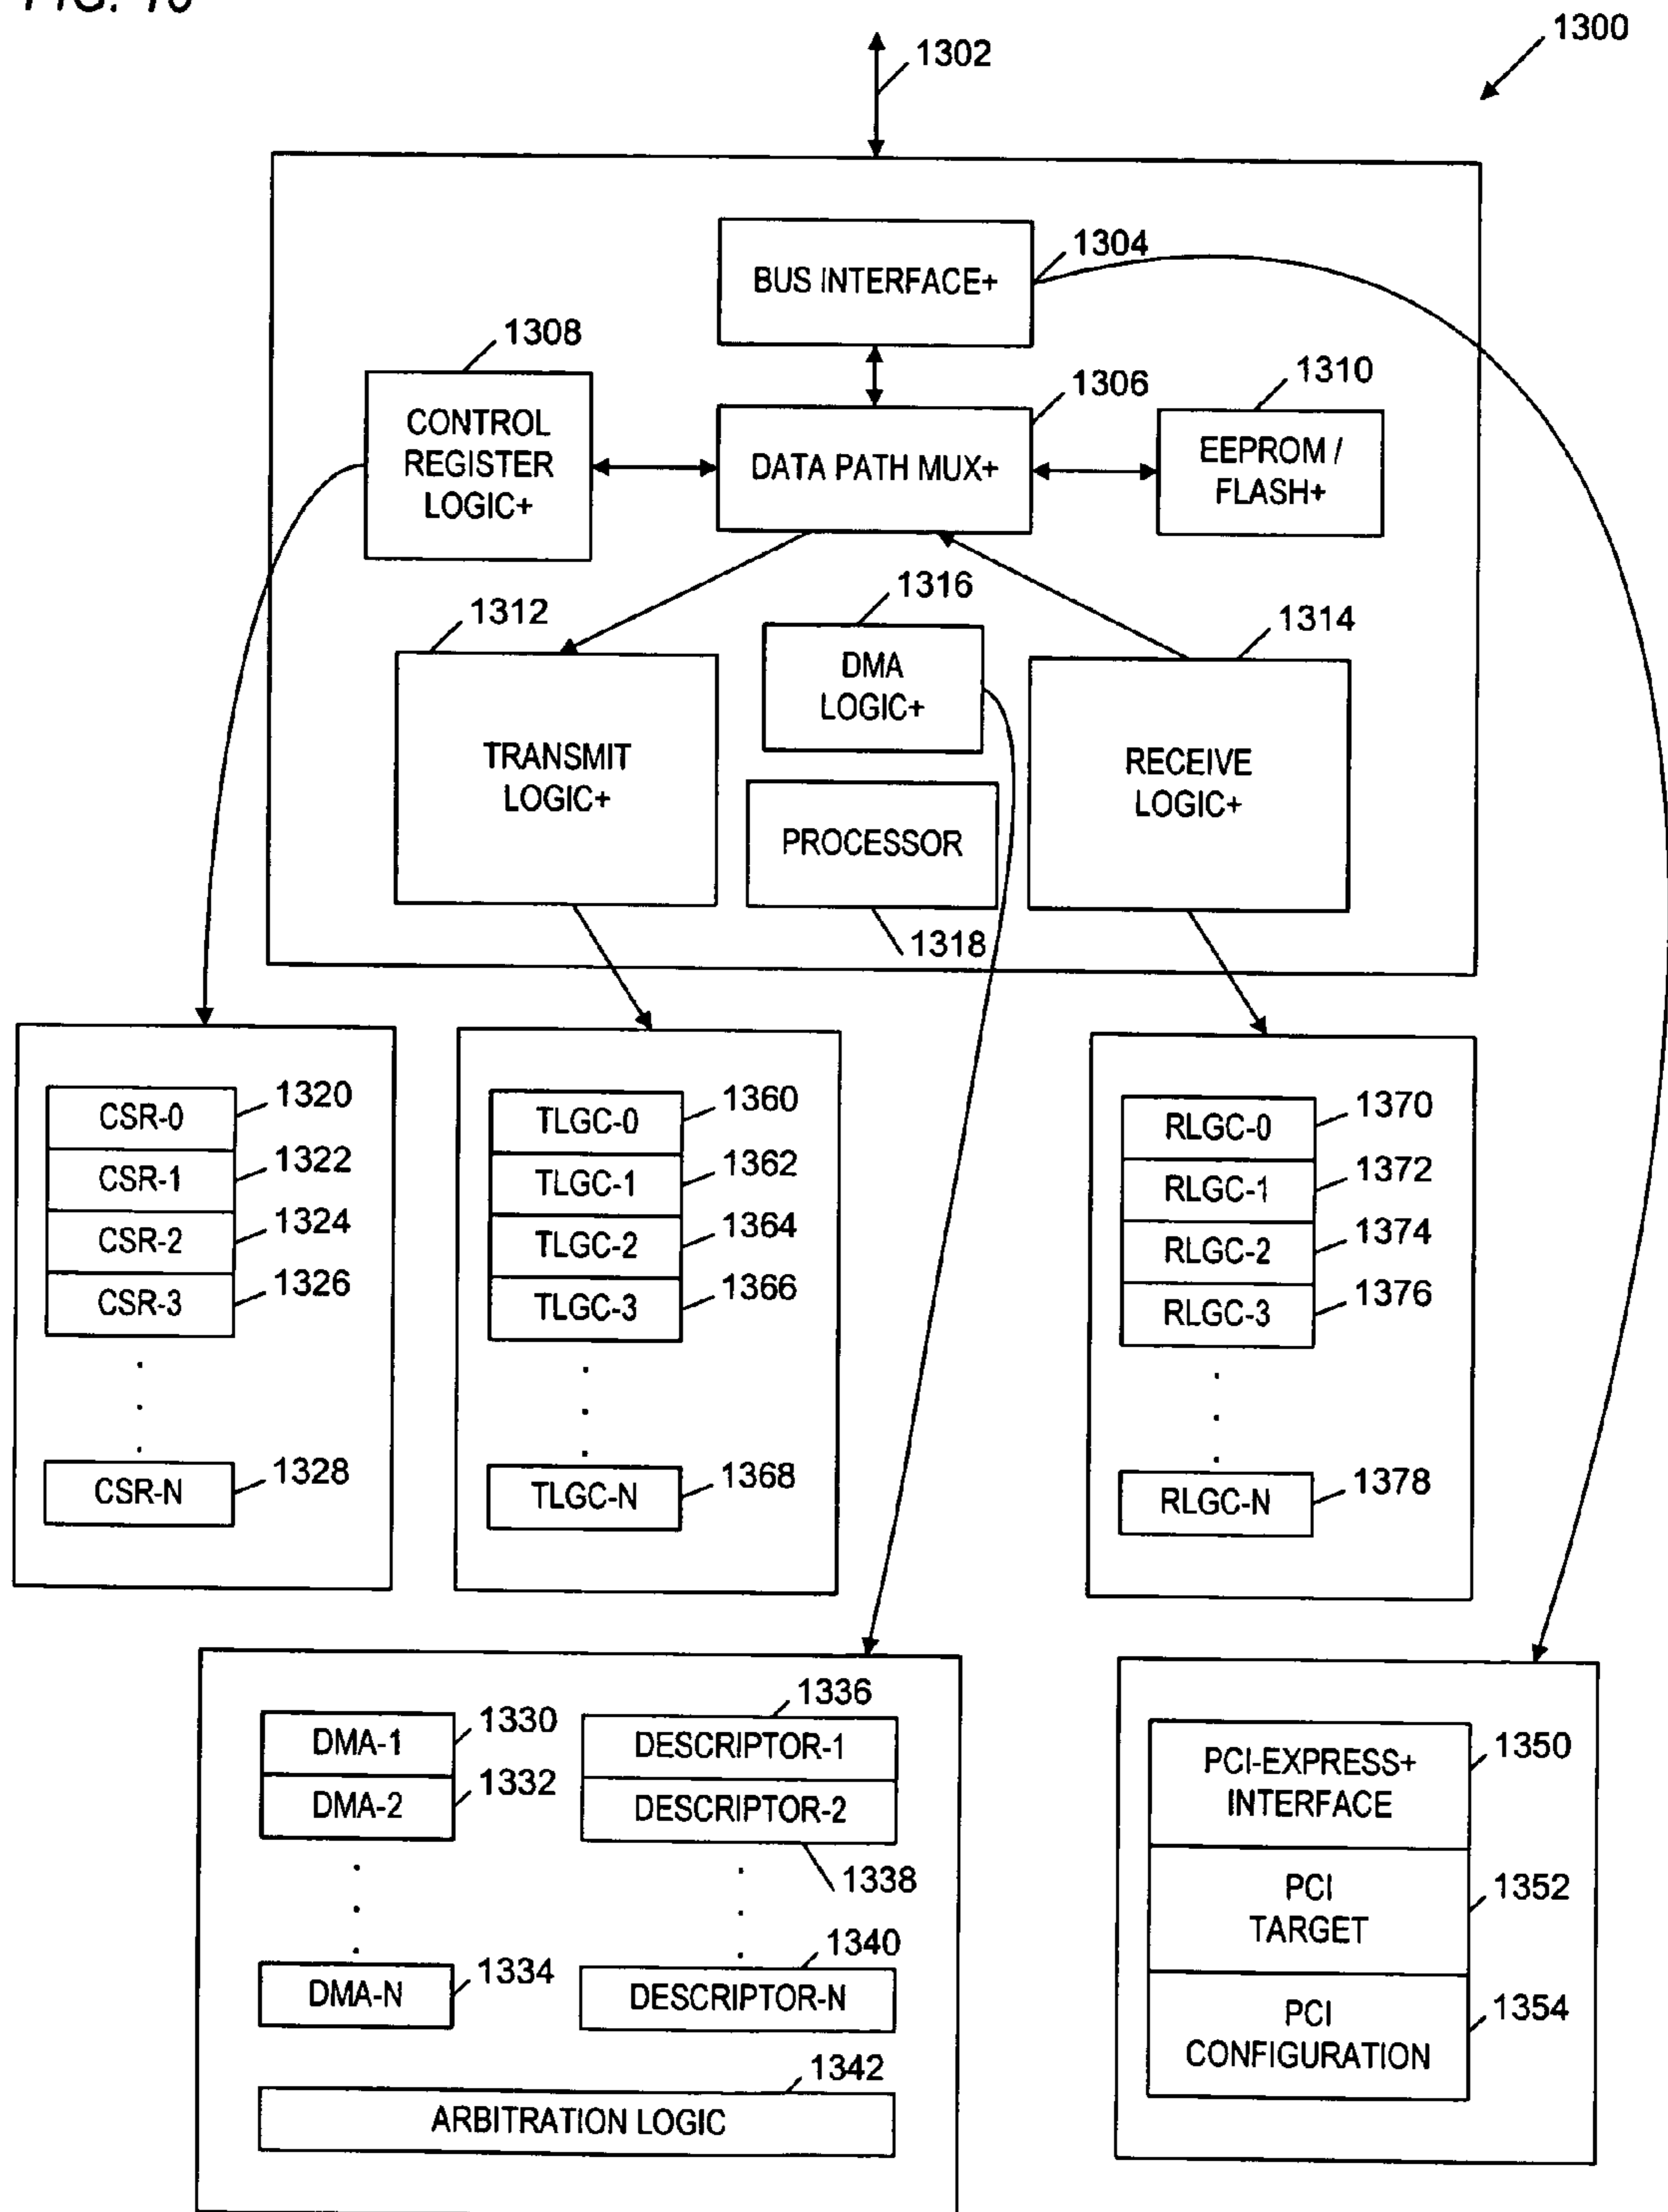 1300
1302
BUS INTERFACE+
1304
1308
CONTROL
REGISTER
LOGIC+
DATA PATH MUX+
1306
1310
EEPROM /
FLASH+
1312
TRANSMIT
LOGIC+
1316
DMA
LOGIC+
1314
RECEIVE
LOGIC+
PROCESSOR
1318
CSR-0
1320
CSR-1
1322
CSR-2
1324
CSR-3
1326
CSR-N
1328
TLGC-0
1360
TLGC-1
1362
TLGC-2
1364
TLGC-3
1366
TLGC-N
1368
RLGC-0
1370
RLGC-1
1372
RLGC-2
1374
RLGC-3
1376
RLGC-N
1378
DMA-1
1330
DMA-2
1332
DMA-N
1334
1336
DESCRIPTOR-1
DESCRIPTOR-2
1338
1340
DESCRIPTOR-N
1342
ARBITRATION LOGIC
PCI-EXPRESS+
INTERFACE
1350
PCI
TARGET
1352
PCI
CONFIGURATION
1354